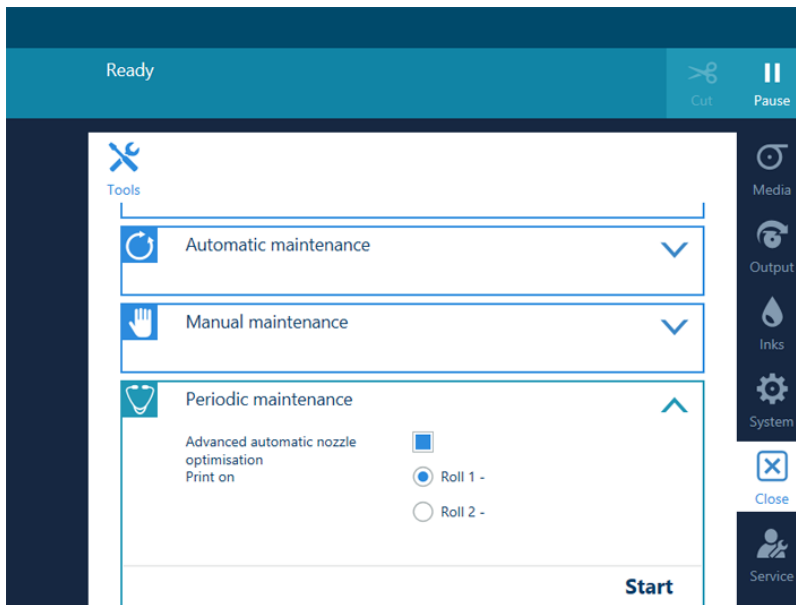 Ready
Cut
Pause
Tools
Media
Automatic maintenance
Output
Manual maintenance
Inks
Periodic maintenance
System
Advanced automatic nozzle
optimisation
Print on
Roll 1 -
Roll 2 -
Close
Service
Start